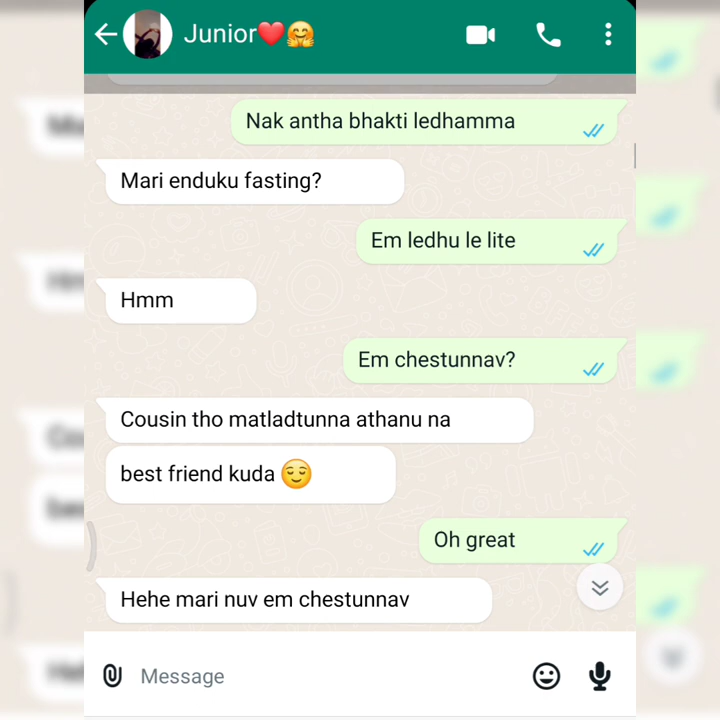 Junior❤️🤗
Nak antha bhakti ledhamma
Mari enduku fasting?
Em ledhu le lite
Hmm
Em chestunnav?
Cousin tho matladtunna athanu na
best friend kuda 😌
Oh great
Hehe mari nuv em chestunnav
Message